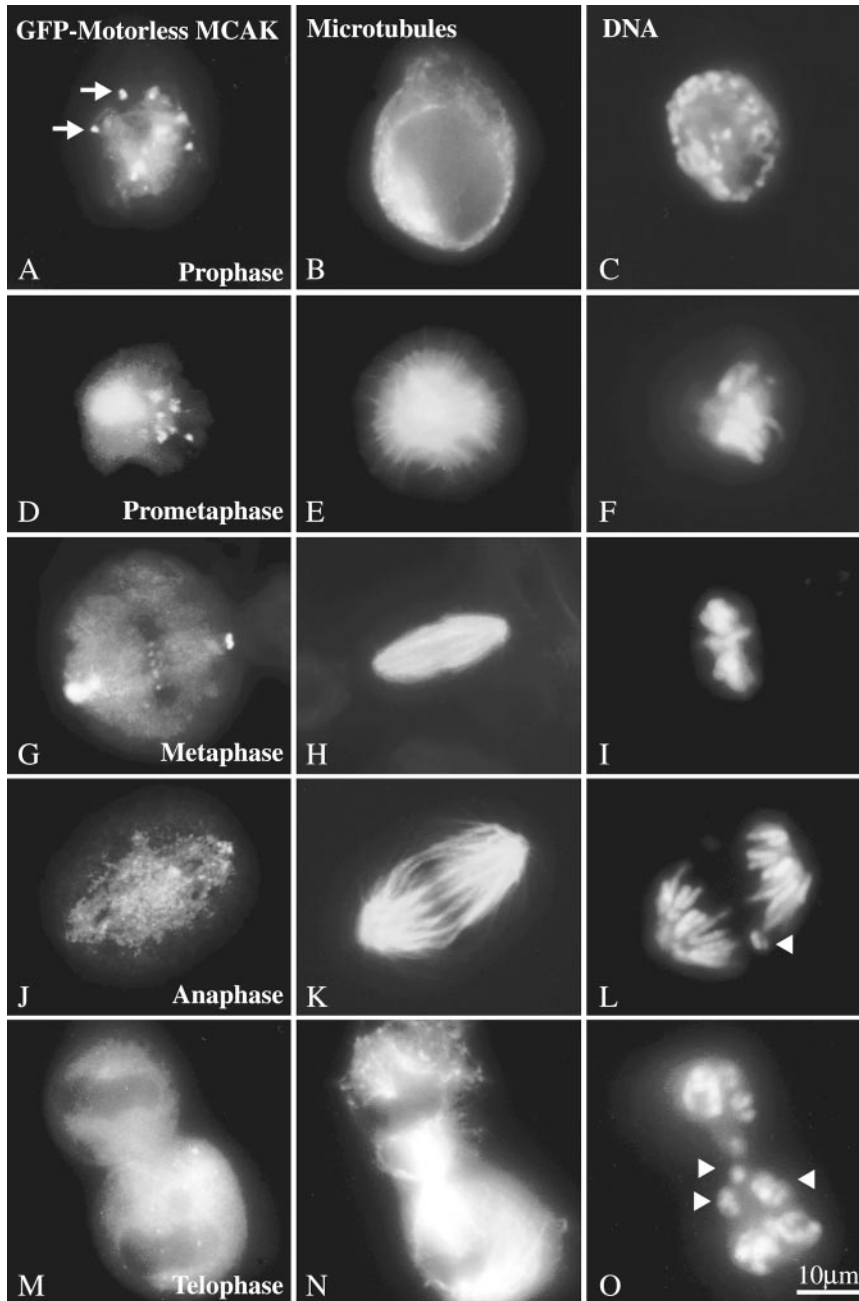 GFP-Motorless MCAK
Microtubules
DNA
A
Prophase
B
C
D
Prometaphase
E
F
G
Metaphase
H
I
J
Anaphase
K
L
M
Telophase
N
O
10μm